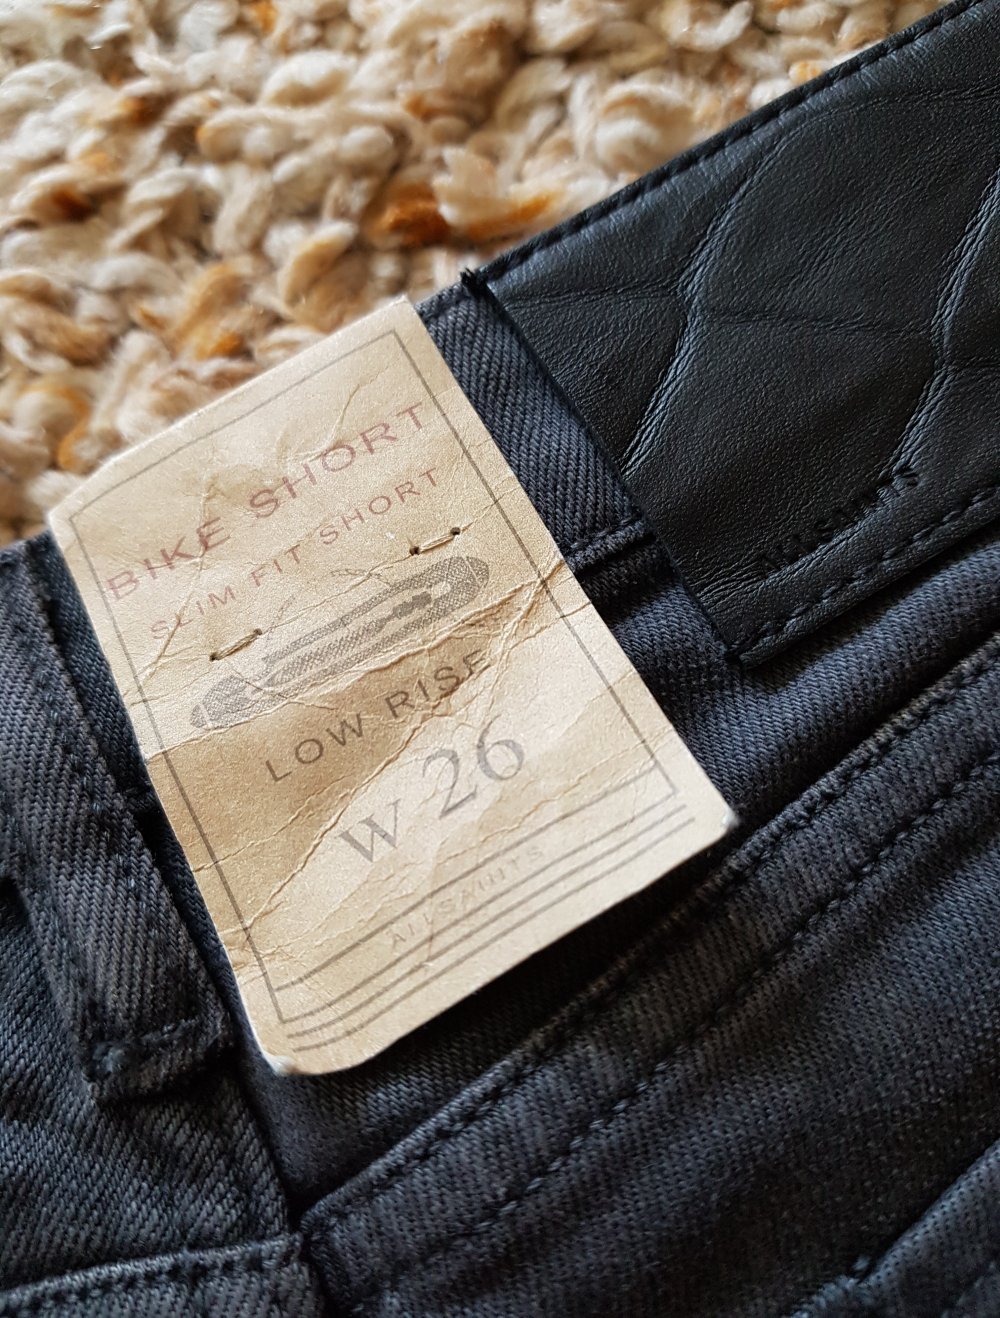 BIKE SHORT
SLIM FIT SHORT
LOW RISE
W 26
ALLSAINTS